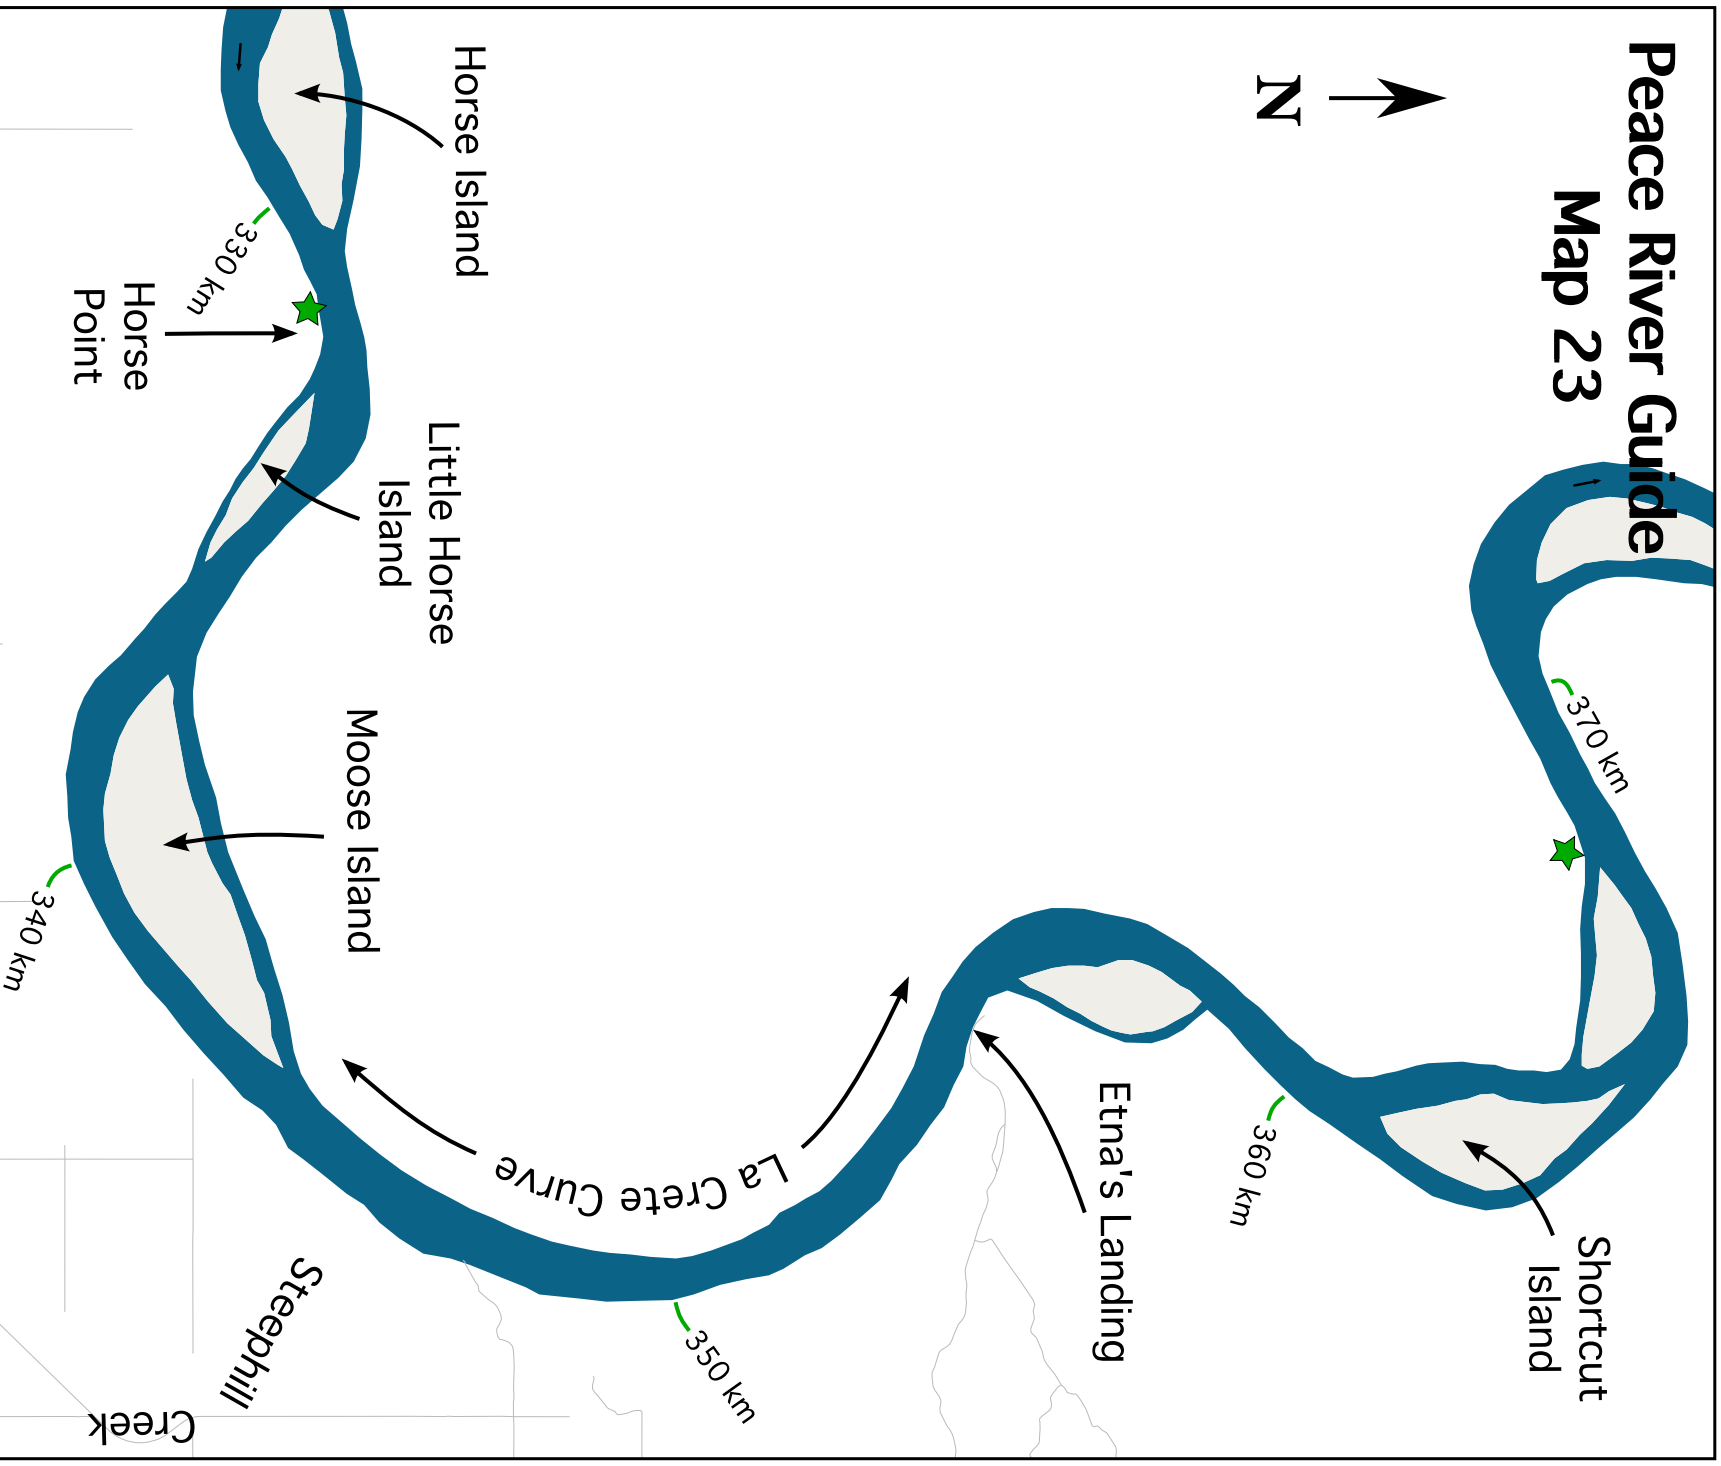 Peace River Guide
Map 23
N
370 km
Shortcut
Island
360 km
Etna's Landing
350 km
La Crete Curve
Horse Island
Little Horse
Island
Moose Island
330 km
Horse
Point
340 km
Steephill
Creek